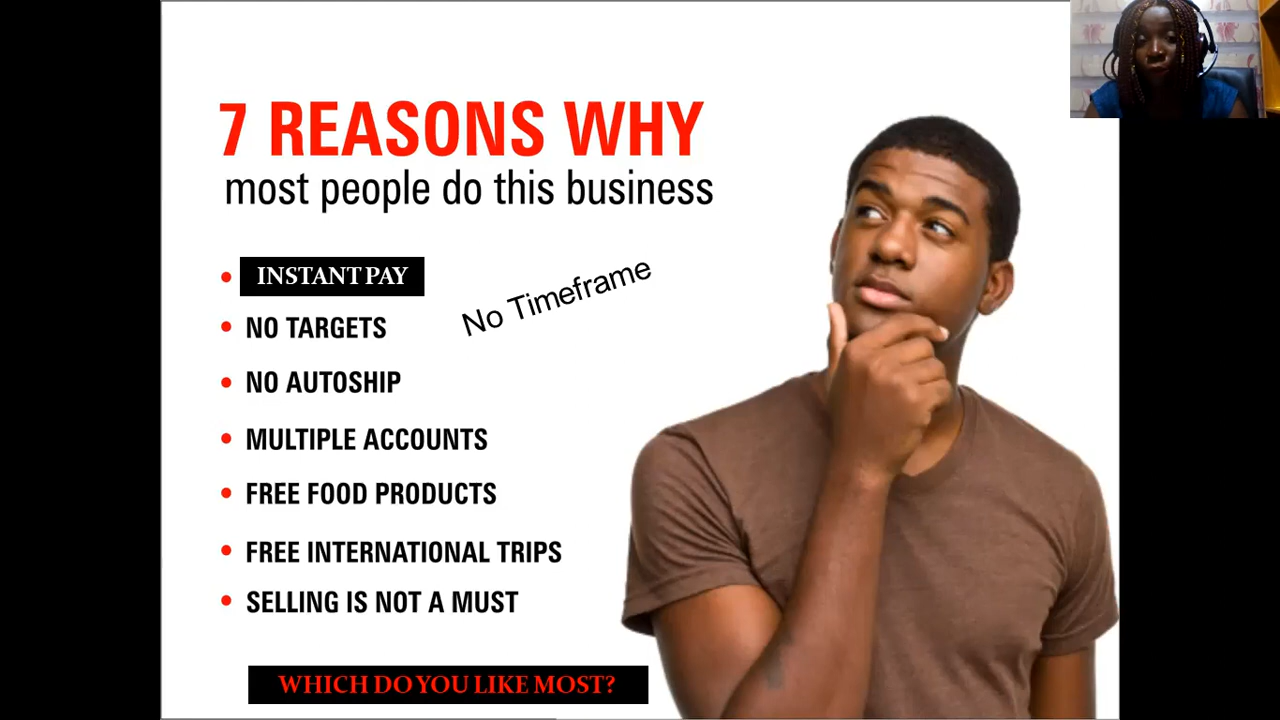 7 REASONS WHY
most people do this business
INSTANT PAY
No Timeframe
NO TARGETS
NO AUTOSHIP
MULTIPLE ACCOUNTS
FREE FOOD PRODUCTS
FREE INTERNATIONAL TRIPS
SELLING IS NOT A MUST
WHICH DO YOU LIKE MOST?